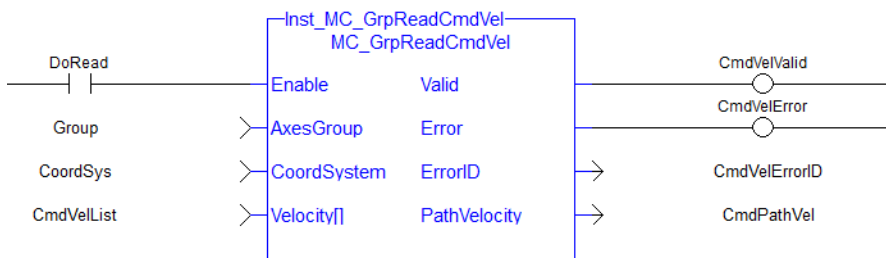 Inst_MC_GrpReadCmdVel
MC_GrpReadCmdVel
DoRead Enable Valid CmdVelValid
Group AxesGroup Error CmdVelError
CoordSys CoordSystem ErrorID CmdVelErrorID
CmdVelList Velocity[] PathVelocity CmdPathVel